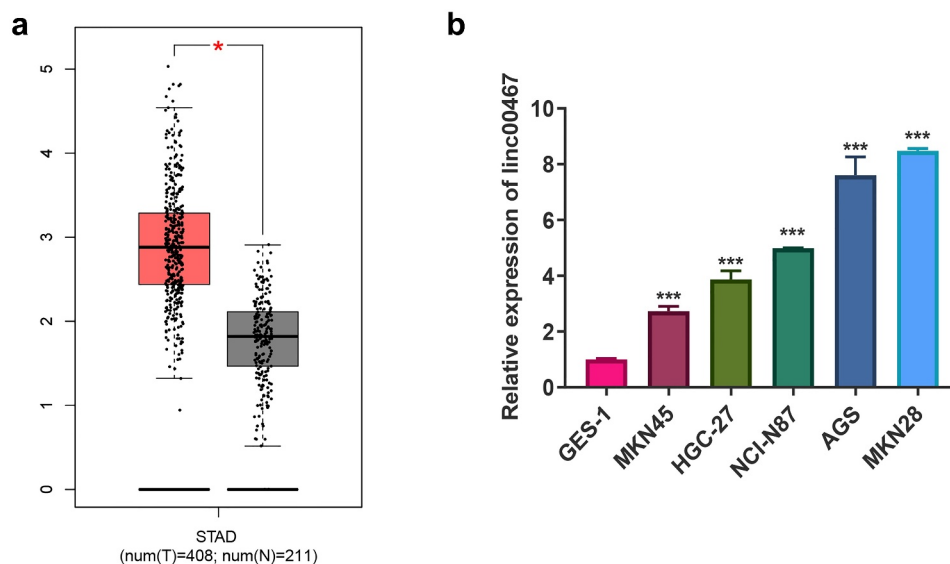 a
*
5
4
3
2
1
0
STAD
(num(T)=408; num(N)=211)
b
Relative expression of linc00467
10
8
6
4
2
0
***
***
***
***
***
GES-1
MKN45
HGC-27
NCI-N87
AGS
MKN28